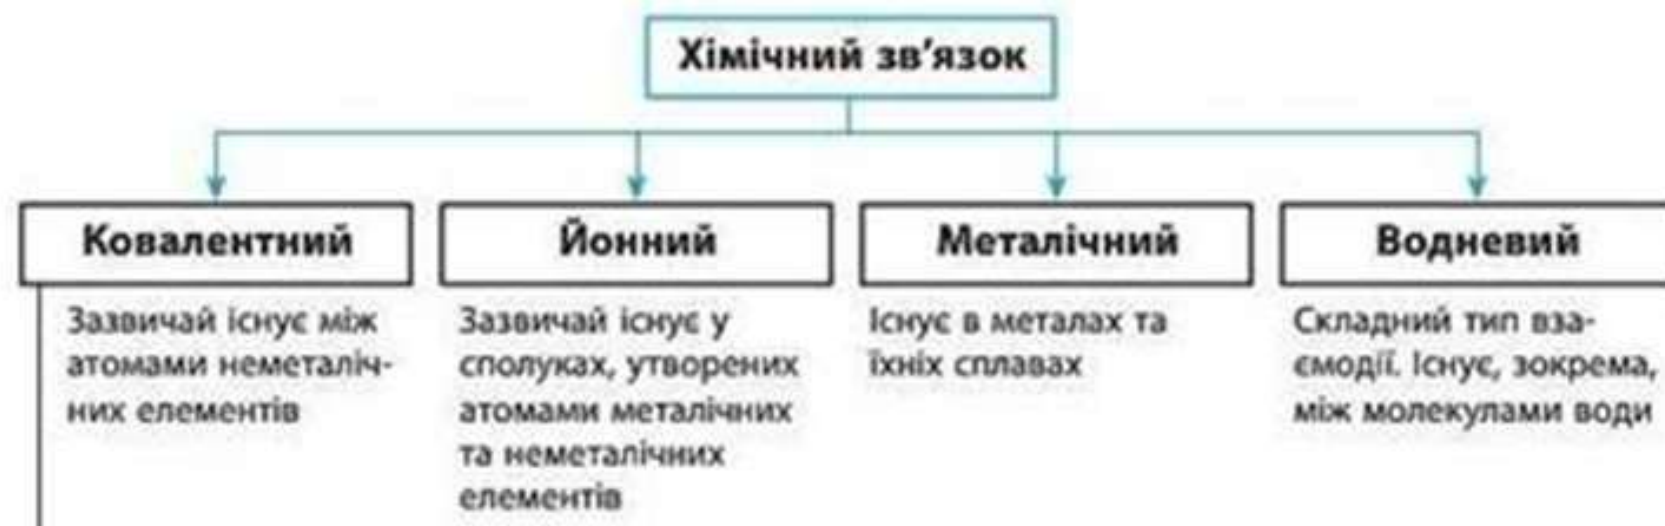 Хімічний зв'язок
Ковалентний
Зазвичай існує між
атомами неметаліч-
них елементів
Йонний
Зазвичай існує у
сполуках, утворених
атомами металічних
та неметалічних
елементів
Металічний
Існує в металах та
їхніх сплавах
Водневий
Складний тип вза-
ємодії. Існує, зокрема,
між молекулами води